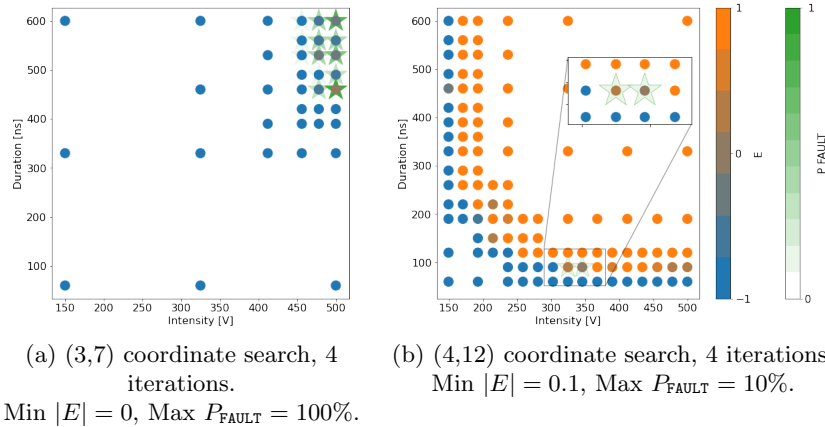 600
500
400
300
200
100
Duration [ns]
150 200 250 300 350 400 450 500
Intensity [V]
600
500
400
300
200
100
Duration [ns]
150 200 250 300 350 400 450 500
Intensity [V]
1
0
−1
E
1
0
P FAULT
(a) (3,7) coordinate search, 4
iterations.
Min |E| = 0, Max P_FAULT = 100%.
(b) (4,12) coordinate search, 4 iterations
Min |E| = 0.1, Max P_FAULT = 10%.